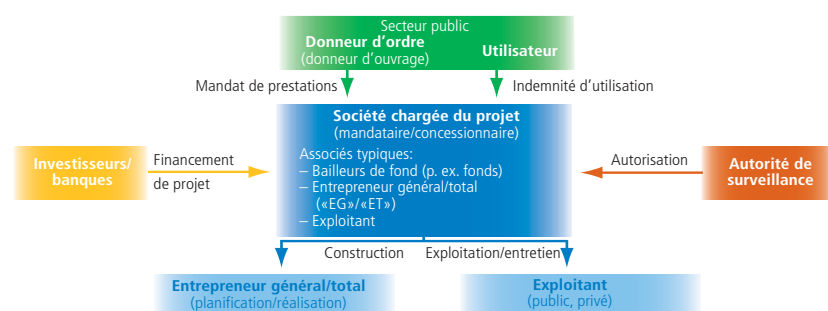 Secteur public
Donneur d’ordre
(donneur d’ouvrage)
Utilisateur
Mandat de prestations
Indemnité d’utilisation
Société chargée du projet
(mandataire/concessionnaire)
Associés typiques:
– Bailleurs de fond (p. ex. fonds)
– Entrepreneur général/total
(«EG»/«ET»)
– Exploitant
Investisseurs/
banques
Financement
de projet
Autorisation
Autorité de
surveillance
Construction
Exploitation/entretien
Entrepreneur général/total
(planification/réalisation)
Exploitant
(public, privé)